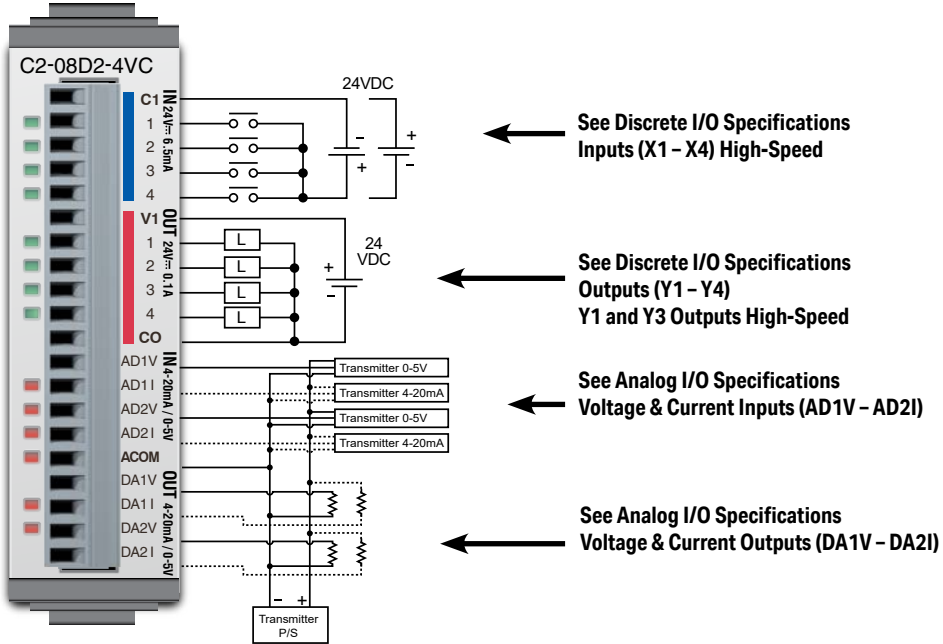 C2-08D2-4VC
C1
1
2
3
4
IN 24V⎓ 6.5mA
V1
1
2
3
4
CO
OUT 24V⎓ 0.1A
AD1V
AD1I
AD2V
AD2I
ACOM
IN 4-20mA / 0-5V
DA1V
DA1I
DA2V
DA2I
OUT 4-20mA / 0-5V
24VDC
–
+
+
–
L
L
L
L
24
VDC
+
–
Transmitter 0-5V
Transmitter 4-20mA
Transmitter 0-5V
Transmitter 4-20mA
– +
Transmitter
P/S
See Discrete I/O Specifications
Inputs (X1 – X4) High-Speed
See Discrete I/O Specifications
Outputs (Y1 – Y4)
Y1 and Y3 Outputs High-Speed
See Analog I/O Specifications
Voltage & Current Inputs (AD1V – AD2I)
See Analog I/O Specifications
Voltage & Current Outputs (DA1V – DA2I)